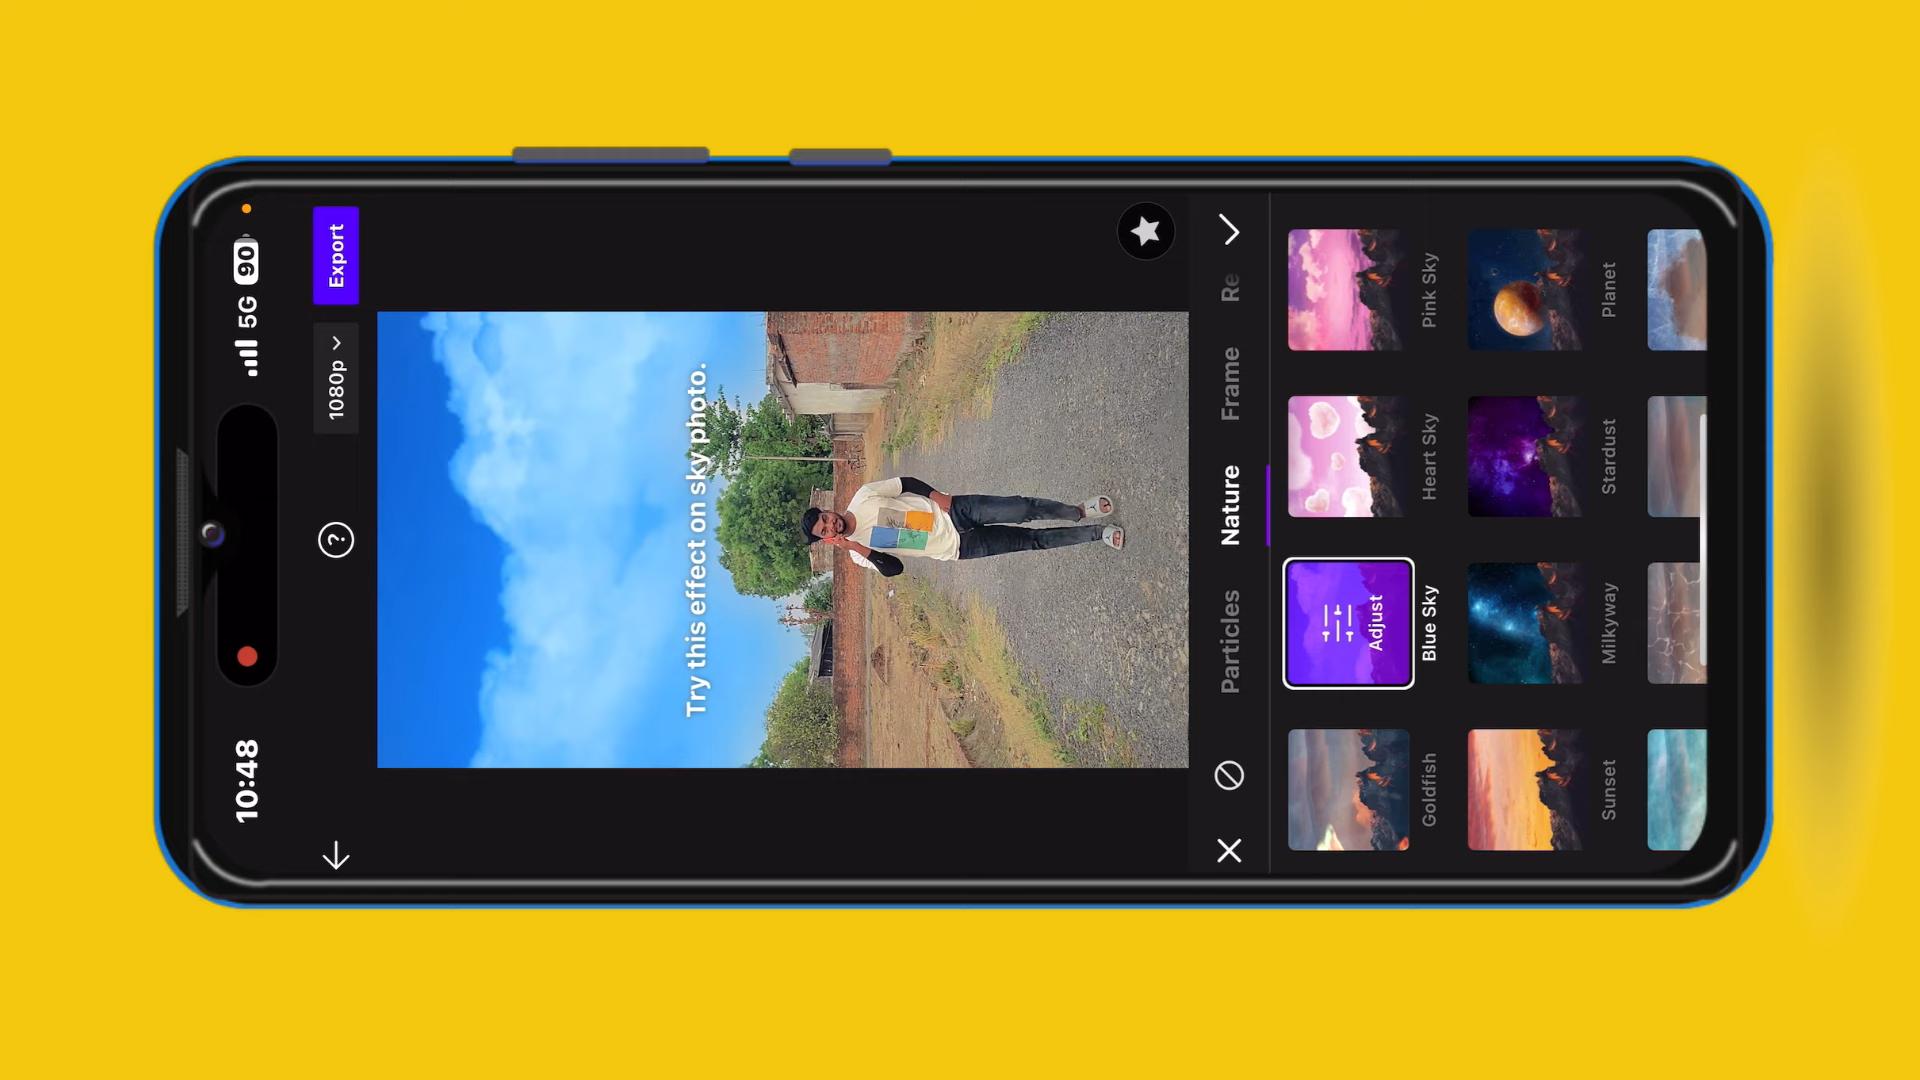 10:48
5G 90
? 1080p Export
Try this effect on sky photo.
Particles Nature Frame Re
Adjust
Goldfish Blue Sky Heart Sky Pink Sky
Sunset Milkyway Stardust Planet